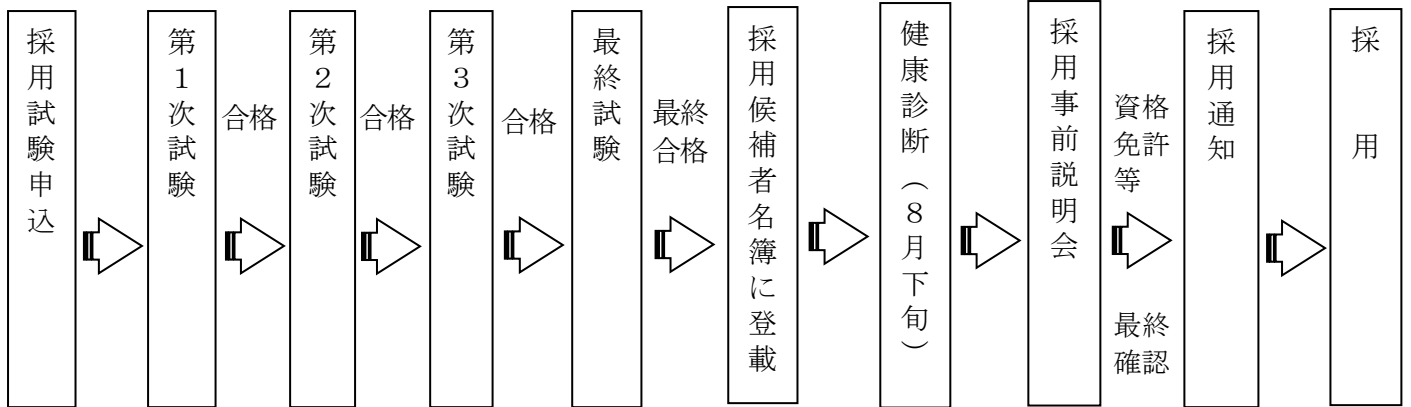 採用試験申込
第１次試験
合格
第２次試験
合格
第３次試験
合格
最終試験
最終
合格
採用候補者名簿に登載
健康診断（８月下旬）
採用事前説明会
資格
免許
等
最終
確認
採用通知
採用